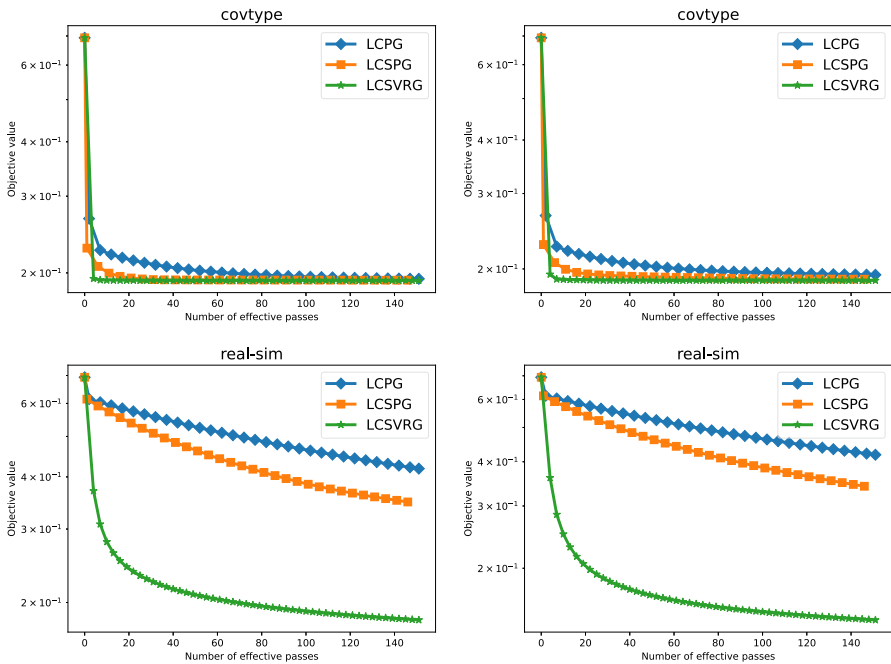 covtype
LCPG
LCSPG
LCSVRG
6 × 10⁻¹
4 × 10⁻¹
3 × 10⁻¹
2 × 10⁻¹
Objective value
0 20 40 60 80 100 120 140
Number of effective passes
covtype
LCPG
LCSPG
LCSVRG
6 × 10⁻¹
4 × 10⁻¹
3 × 10⁻¹
2 × 10⁻¹
Objective value
0 20 40 60 80 100 120 140
Number of effective passes
real-sim
LCPG
LCSPG
LCSVRG
6 × 10⁻¹
4 × 10⁻¹
3 × 10⁻¹
2 × 10⁻¹
Objective value
0 20 40 60 80 100 120 140
Number of effective passes
real-sim
LCPG
LCSPG
LCSVRG
6 × 10⁻¹
4 × 10⁻¹
3 × 10⁻¹
2 × 10⁻¹
Objective value
0 20 40 60 80 100 120 140
Number of effective passes